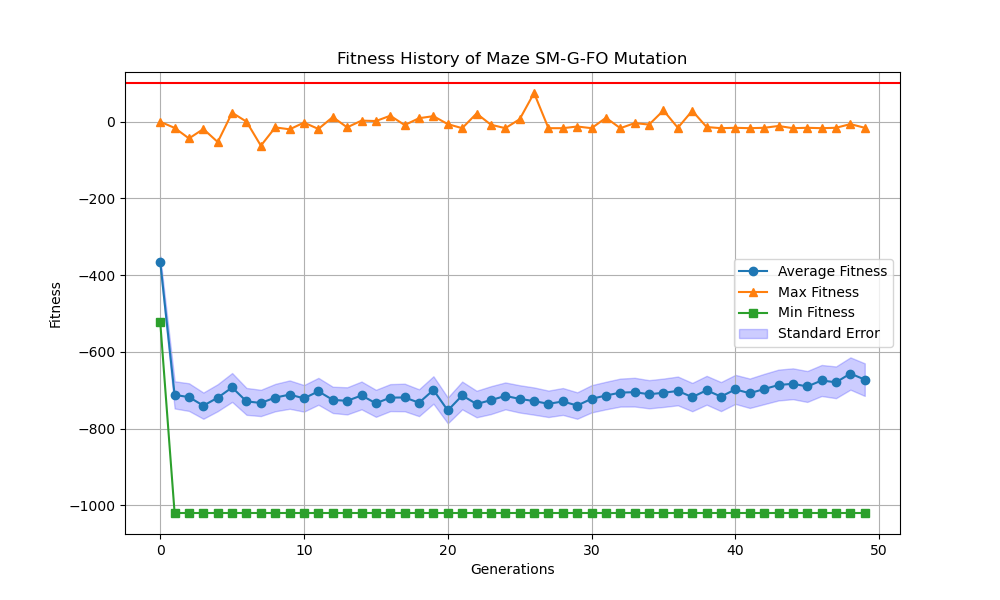 Fitness History of Maze SM-G-FO Mutation
Fitness
0
−200
−400
−600
−800
−1000
Average Fitness
Max Fitness
Min Fitness
Standard Error
0 10 20 30 40 50
Generations